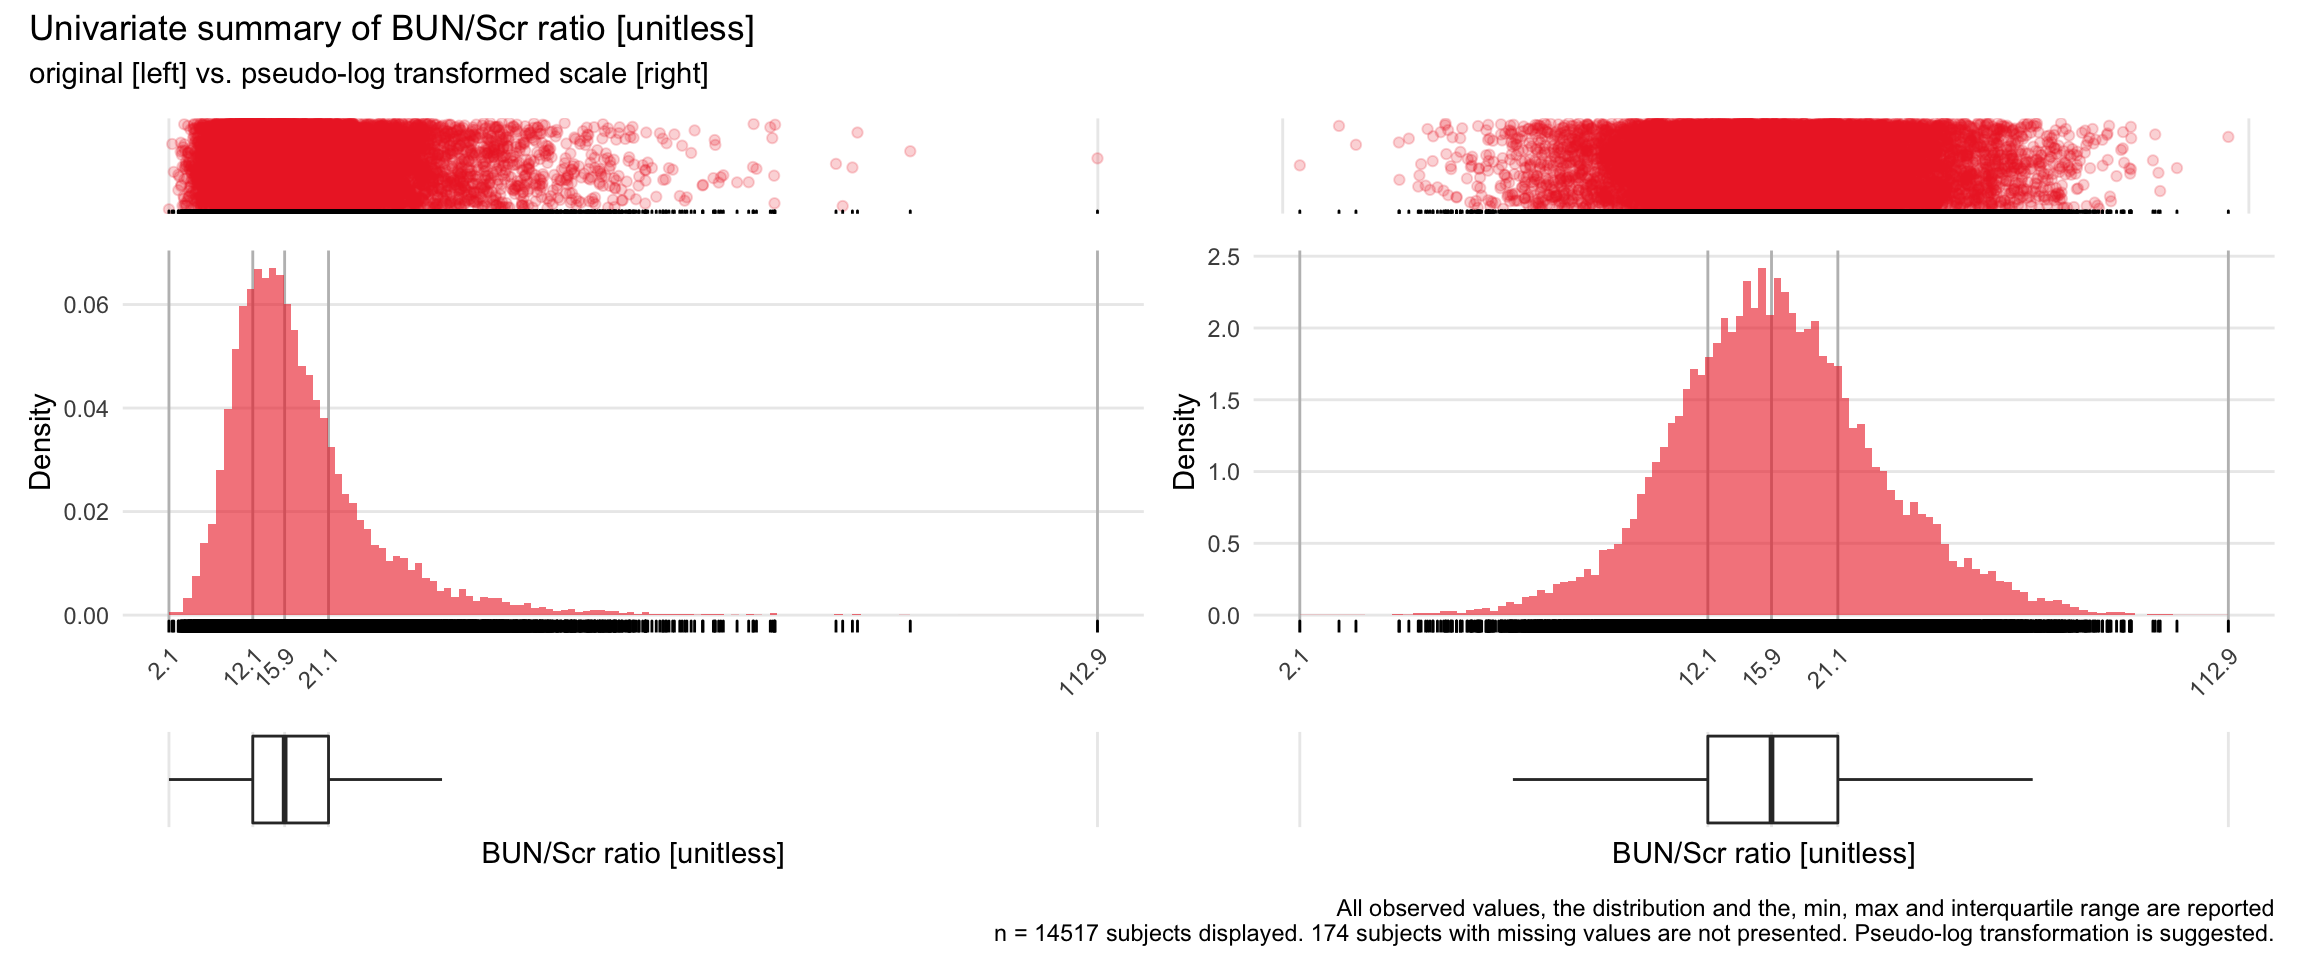 Univariate summary of BUN/Scr ratio [unitless]
original [left] vs. pseudo-log transformed scale [right]
Density
0.06
0.04
0.02
0.00
2.1
12.1
15.9
21.1
112.9
BUN/Scr ratio [unitless]
Density
2.5
2.0
1.5
1.0
0.5
0.0
2.1
12.1
15.9
21.1
112.9
BUN/Scr ratio [unitless]
All observed values, the distribution and the, min, max and interquartile range are reported
n = 14517 subjects displayed. 174 subjects with missing values are not presented. Pseudo-log transformation is suggested.